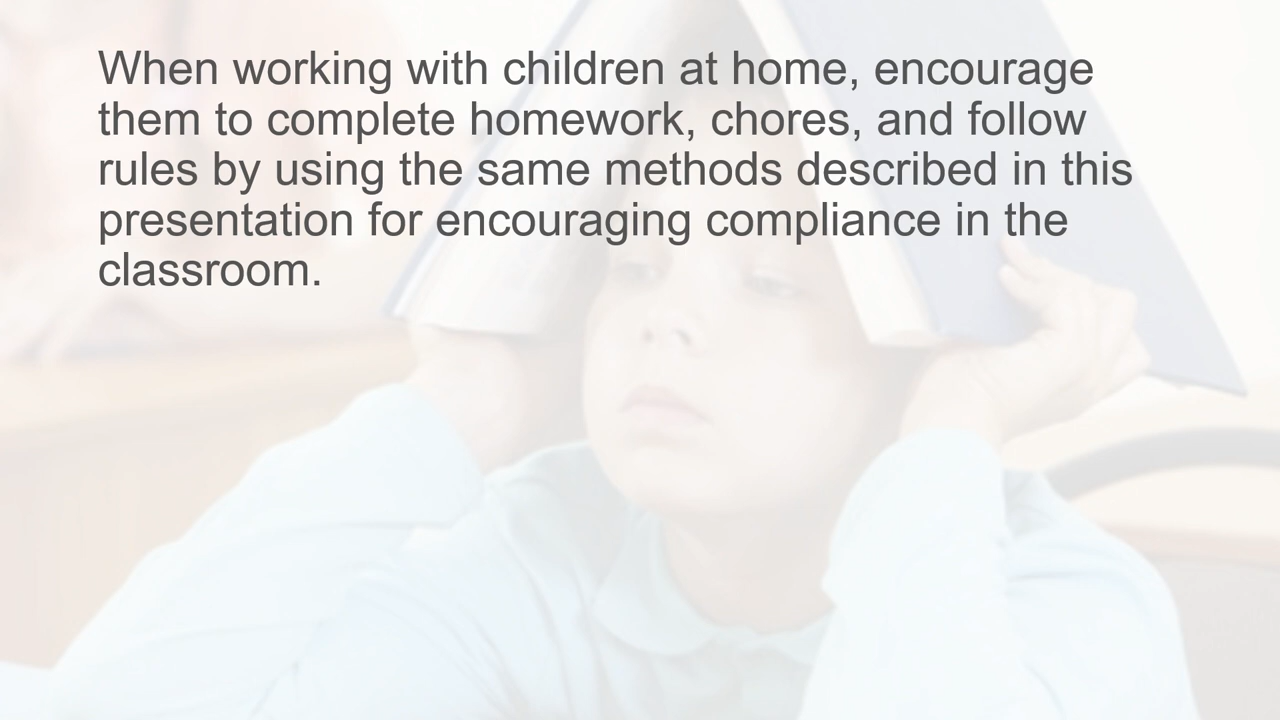 When working with children at home, encourage
them to complete homework, chores, and follow
rules by using the same methods described in this
presentation for encouraging compliance in the
classroom.